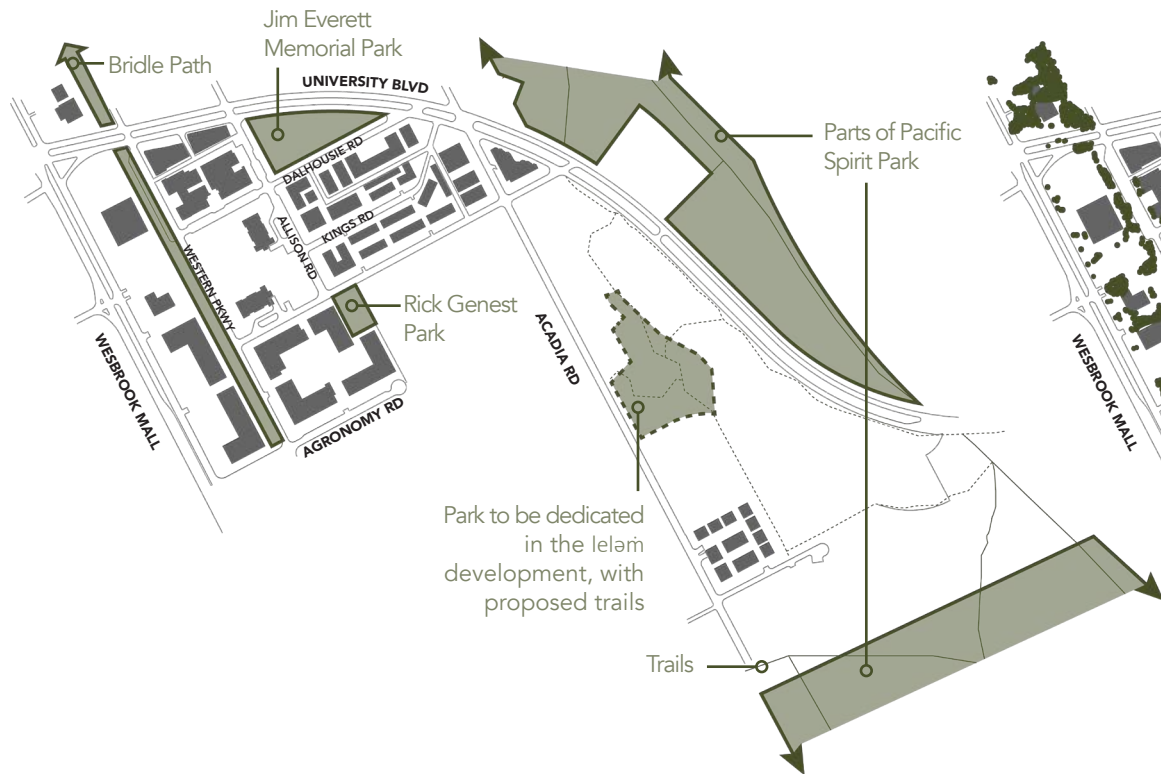 Jim Everett
Memorial Park
Bridle Path
UNIVERSITY BLVD
Parts of Pacific
Spirit Park
DALHOUSIE RD
KINGS RD
ALLISON RD
WESTERN PKWY
Rick Genest
Park
ACADIA RD
WESBROOK MALL
WESBROOK MALL
AGRONOMY RD
Park to be dedicated
in the lelə̓m
development, with
proposed trails
Trails